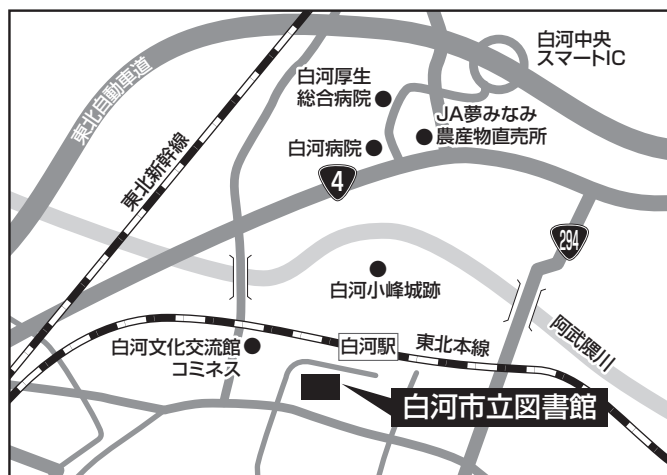 白河中央
スマートIC
白河厚生
総合病院
JA夢みなみ
農産物直売所
東北自動車道
東北新幹線
白河病院
4
294
白河小峰城跡
阿武隈川
白河文化交流館
コミネス
白河駅
東北本線
白河市立図書館